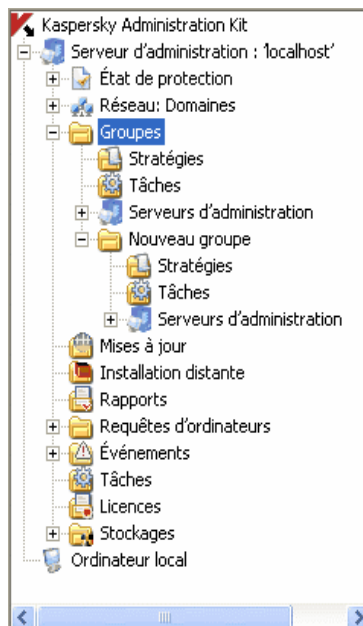 Kaspersky Administration Kit
Serveur d'administration : 'localhost'
État de protection
Réseau: Domaines
Groupes
Stratégies
Tâches
Serveurs d'administration
Nouveau groupe
Stratégies
Tâches
Serveurs d'administration
Mises à jour
Installation distante
Rapports
Requêtes d'ordinateurs
Événements
Tâches
Licences
Stockages
Ordinateur local